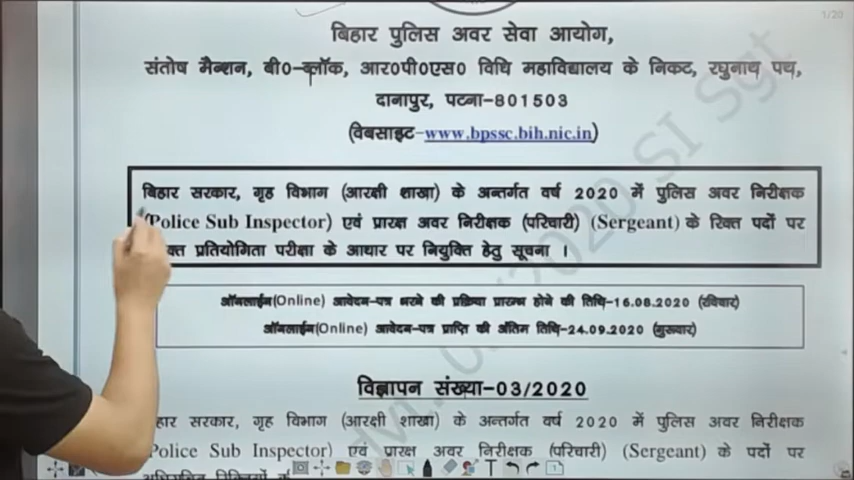 1/20
बिहार पुलिस अवर सेवा आयोग,
संतोष मैन्शन, बी०-ब्लॉक, आर०पी०एस० विधि महाविद्यालय के निकट, रघुनाथ पथ,
दानापुर, पटना-801503
(वेबसाइट-www.bpssc.bih.nic.in)
बिहार सरकार, गृह विभाग (आरक्षी शाखा) के अन्तर्गत वर्ष 2020 में पुलिस अवर निरीक्षक
(Police Sub Inspector) एवं प्रारक्ष अवर निरीक्षक (परिचारी) (Sergeant) के रिक्त पदों पर
प्रतियोगिता परीक्षा के आधार पर नियुक्ति हेतु सूचना ।
ऑनलाईन(Online) आवेदन-पत्र भरने की प्रक्रिया प्रारम्भ होने की तिथि-16.08.2020 (रविवार)
ऑनलाईन(Online) आवेदन-पत्र प्राप्ति की अंतिम तिथि-24.09.2020 (गुरूवार)
विज्ञापन संख्या-03/2020
सरकार, गृह विभाग (आरक्षी शाखा) के अन्तर्गत वर्ष 2020 में पुलिस अवर निरीक्षक
Police Sub Inspector) एवं प्रारक्ष अवर निरीक्षक (परिचारी) (Sergeant) के पदों पर